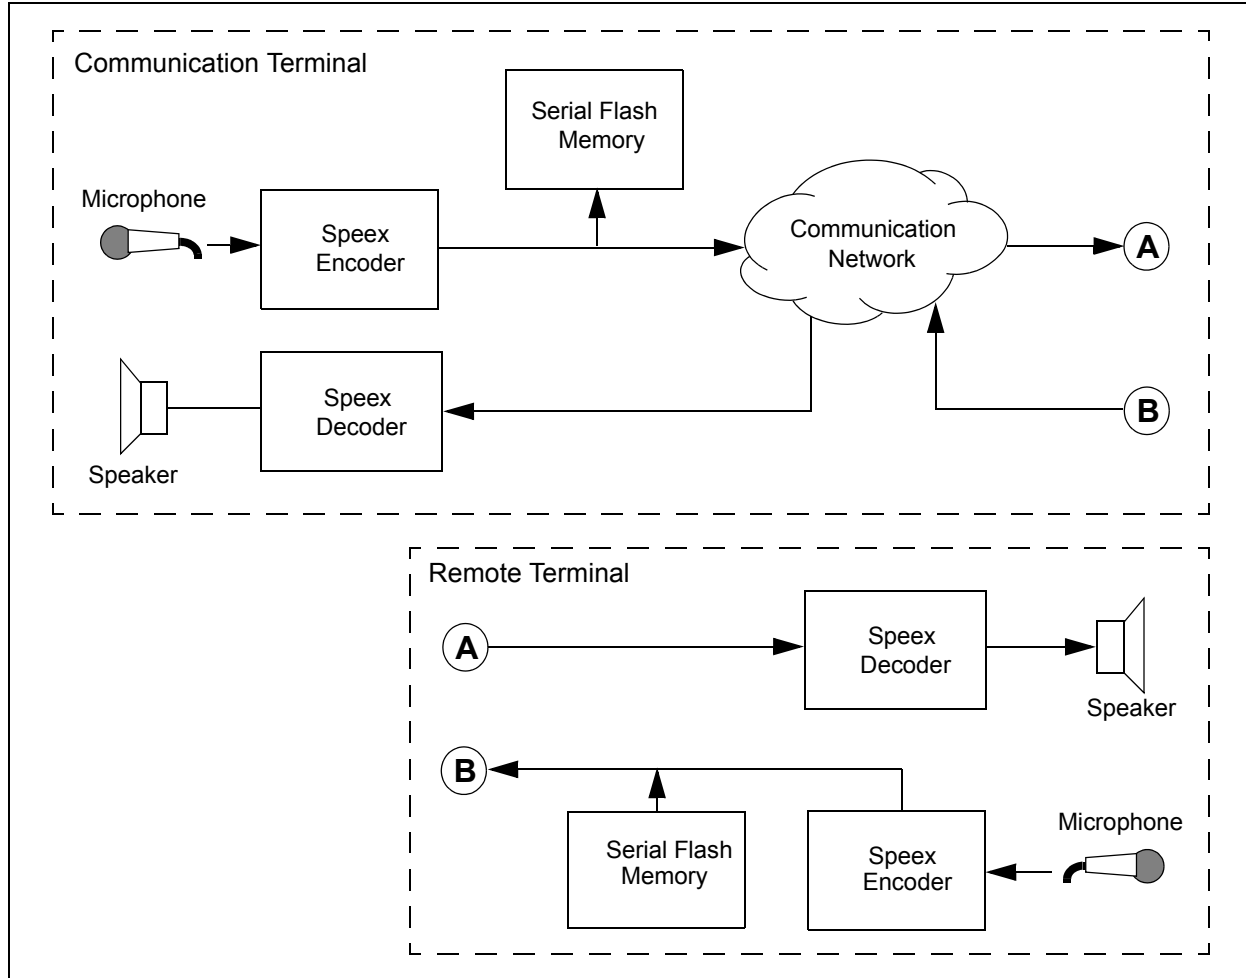 Communication Terminal
Serial Flash
Memory
Microphone
Speex
Encoder
Communication
Network
A
Speex
Decoder
B
Speaker
Remote Terminal
A
Speex
Decoder
Speaker
B
Serial Flash
Memory
Speex
Encoder
Microphone